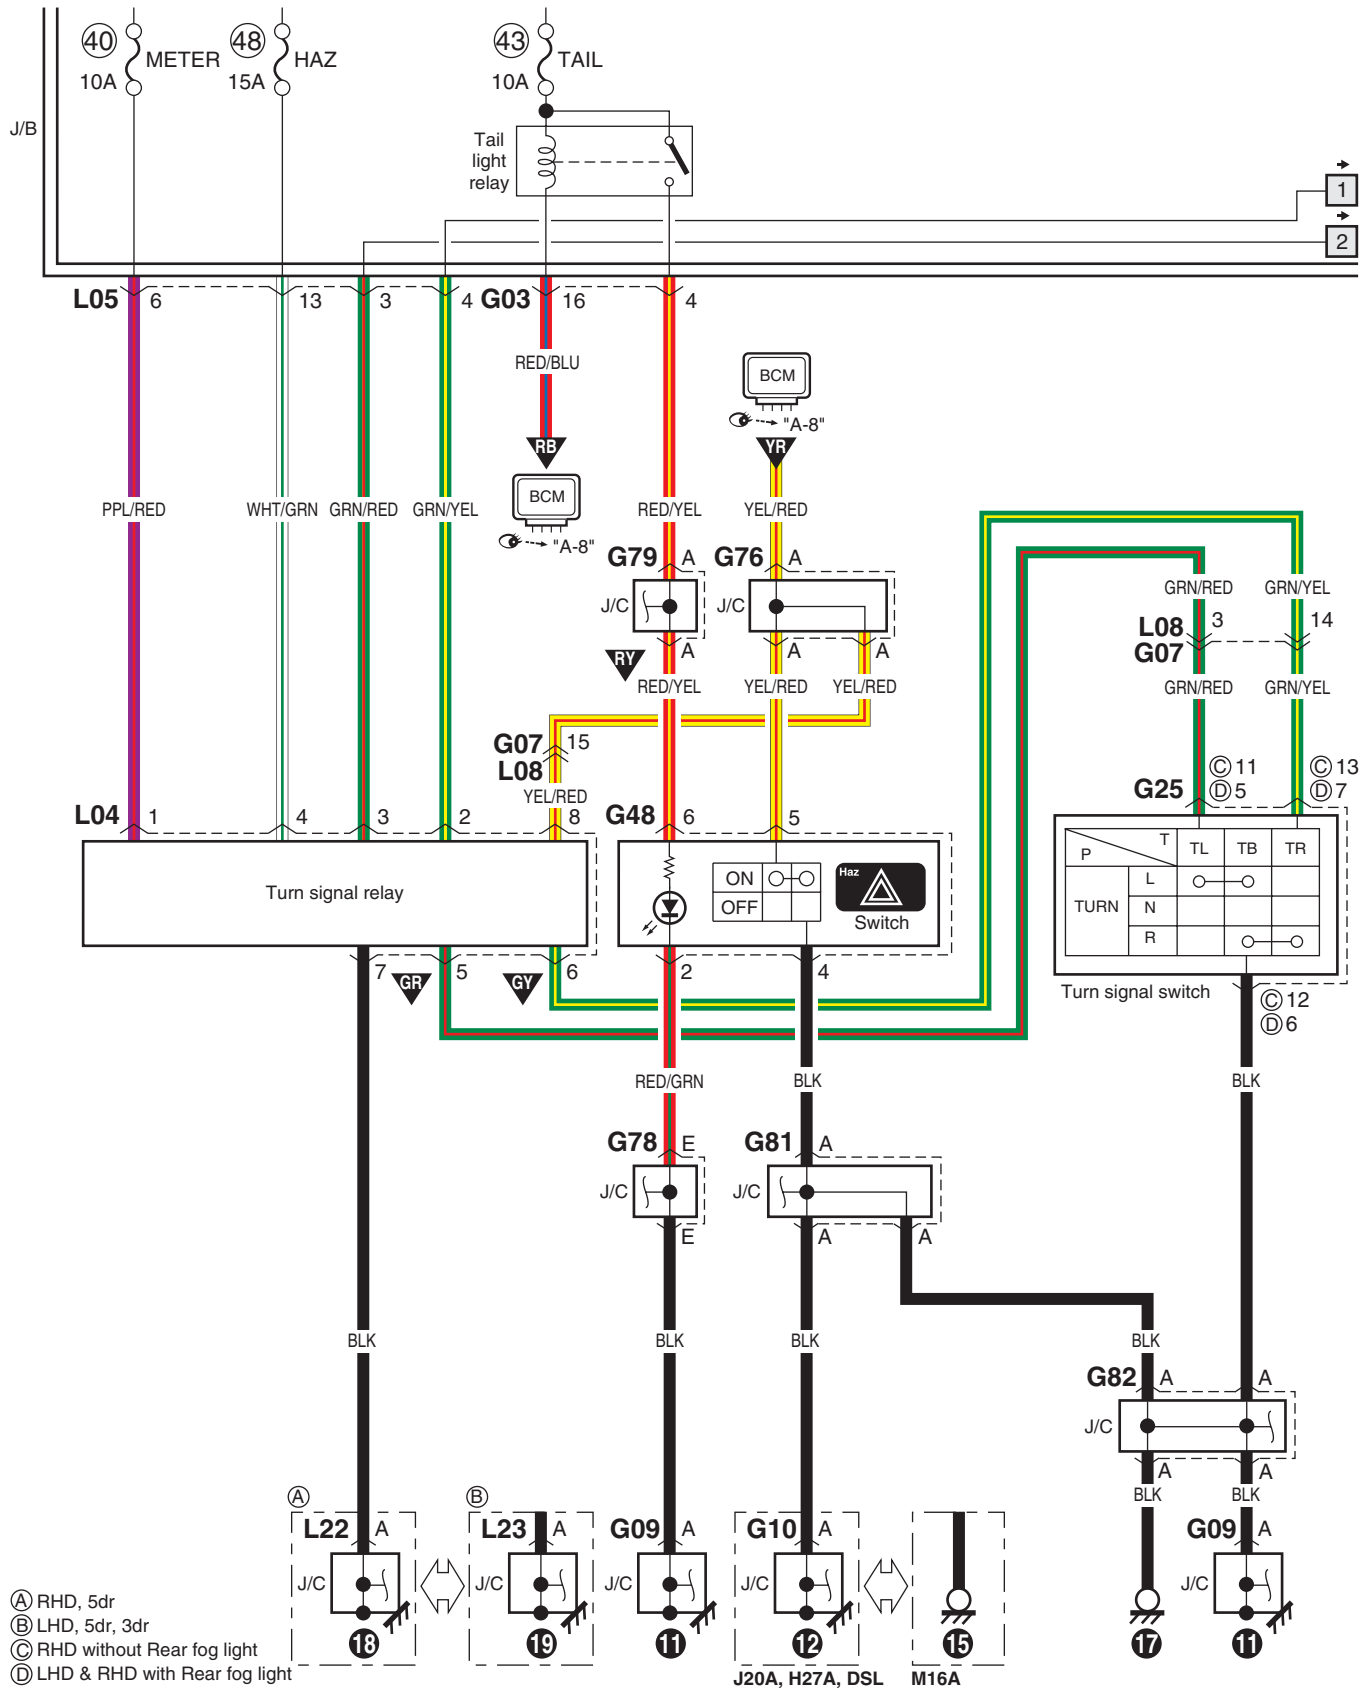 40
METER
10A
48
HAZ
15A
43
TAIL
10A
J/B
Tail
light
relay
1
2
L05 6 13 3 4 G03 16 4
RED/BLU
BCM
"A-8"
RB
YR
BCM
"A-8"
PPL/RED WHT/GRN GRN/RED GRN/YEL RED/YEL YEL/RED
G79 A G76 A
J/C J/C
A A A
RY
RED/YEL YEL/RED YEL/RED
GRN/RED GRN/YEL
L08 3 14
G07
GRN/RED GRN/YEL
G07 15
L08
YEL/RED
G25 C 11 C 13
D 5 D 7
L04 1 4 3 2 8 G48 6 5
Turn signal relay
ON
OFF
Haz
Switch
P T TL TB TR
TURN L
N
R
Turn signal switch
C 12
D 6
7 GR 5 GY 6 2 4
RED/GRN BLK BLK
G78 E G81 A
J/C J/C
E A A
BLK BLK BLK BLK
G82 A A
J/C
A A
BLK BLK
A B
L22 A L23 A G09 A G10 A G09 A
J/C J/C J/C J/C J/C
18 19 11 12 15 17 11
J20A, H27A, DSL M16A
A RHD, 5dr
B LHD, 5dr, 3dr
C RHD without Rear fog light
D LHD & RHD with Rear fog light